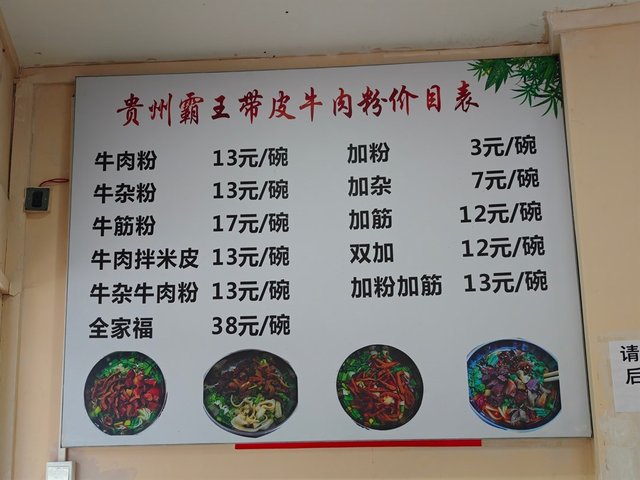 贵州霸王带皮牛肉粉价目表
牛肉粉 13元/碗
牛杂粉 13元/碗
牛筋粉 17元/碗
牛肉拌米皮 13元/碗
牛杂牛肉粉 13元/碗
全家福 38元/碗
加粉 3元/碗
加杂 7元/碗
加筋 12元/碗
双加 12元/碗
加粉加筋 13元/碗
请
后